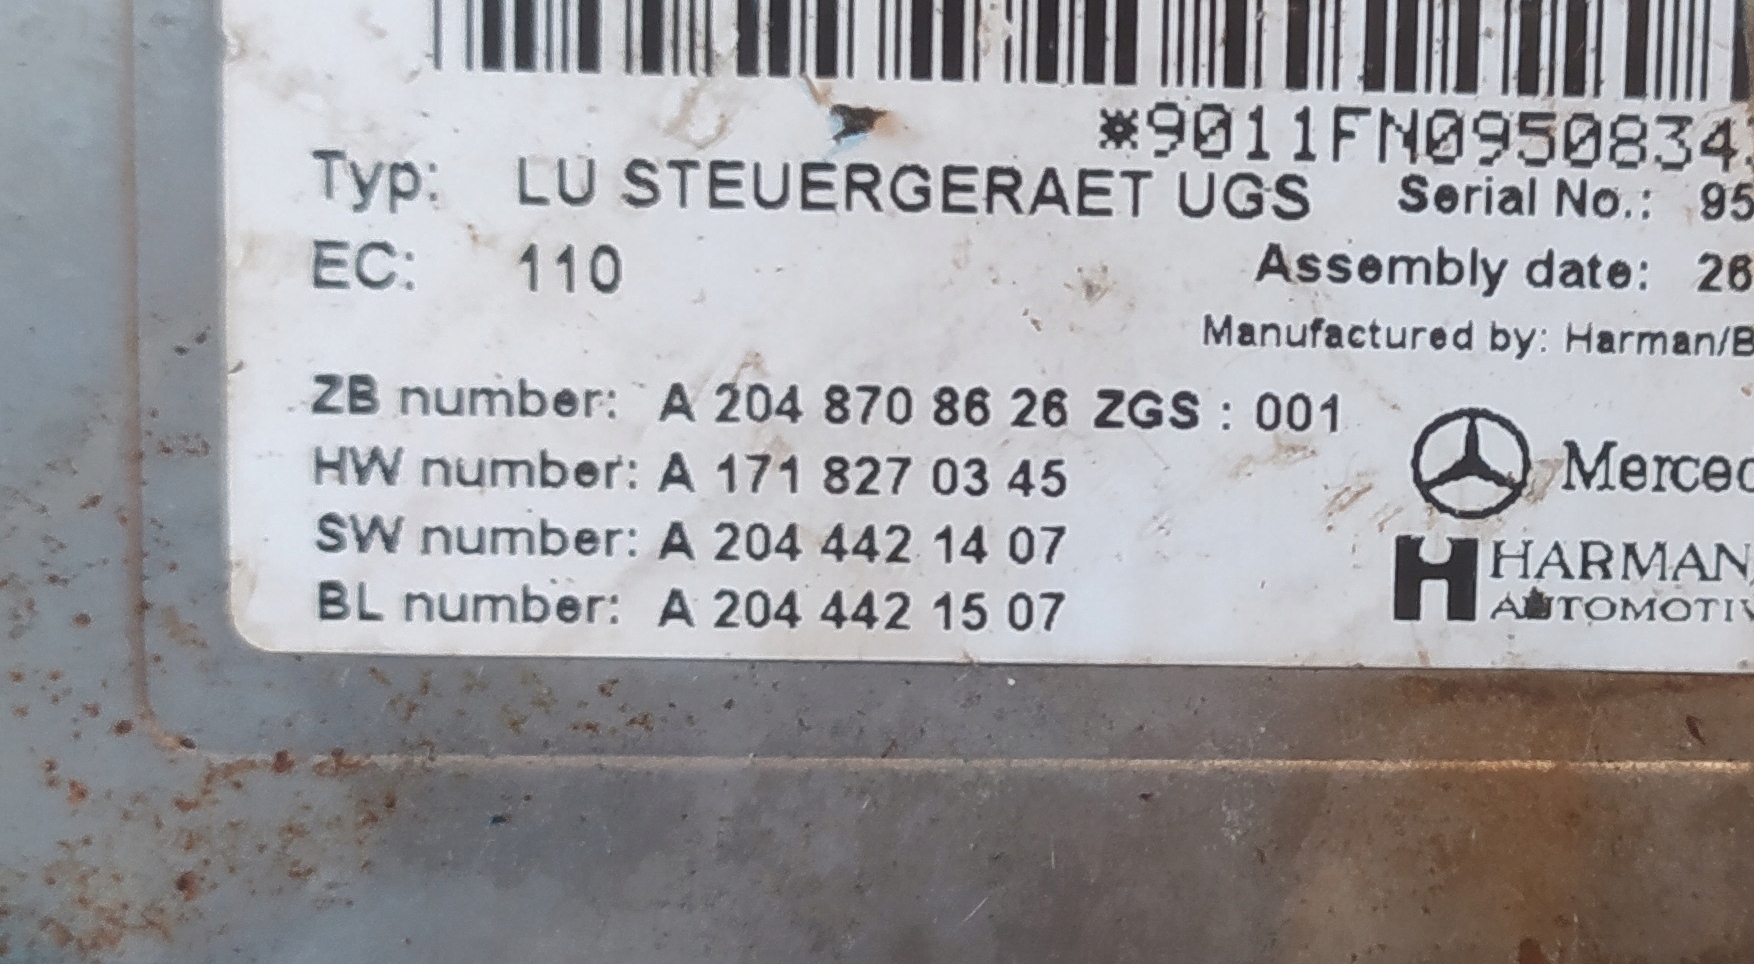 *9011FN0950834
Typ: LU STEUERGERAET UGS Serial No.: 95
EC: 110 Assembly date: 26
Manufactured by: Harman/B
ZB number: A 204 870 86 26 ZGS : 001
HW number: A 171 827 03 45
SW number: A 204 442 14 07
BL number: A 204 442 15 07
Merced
HARMAN
AUTOMOTIV